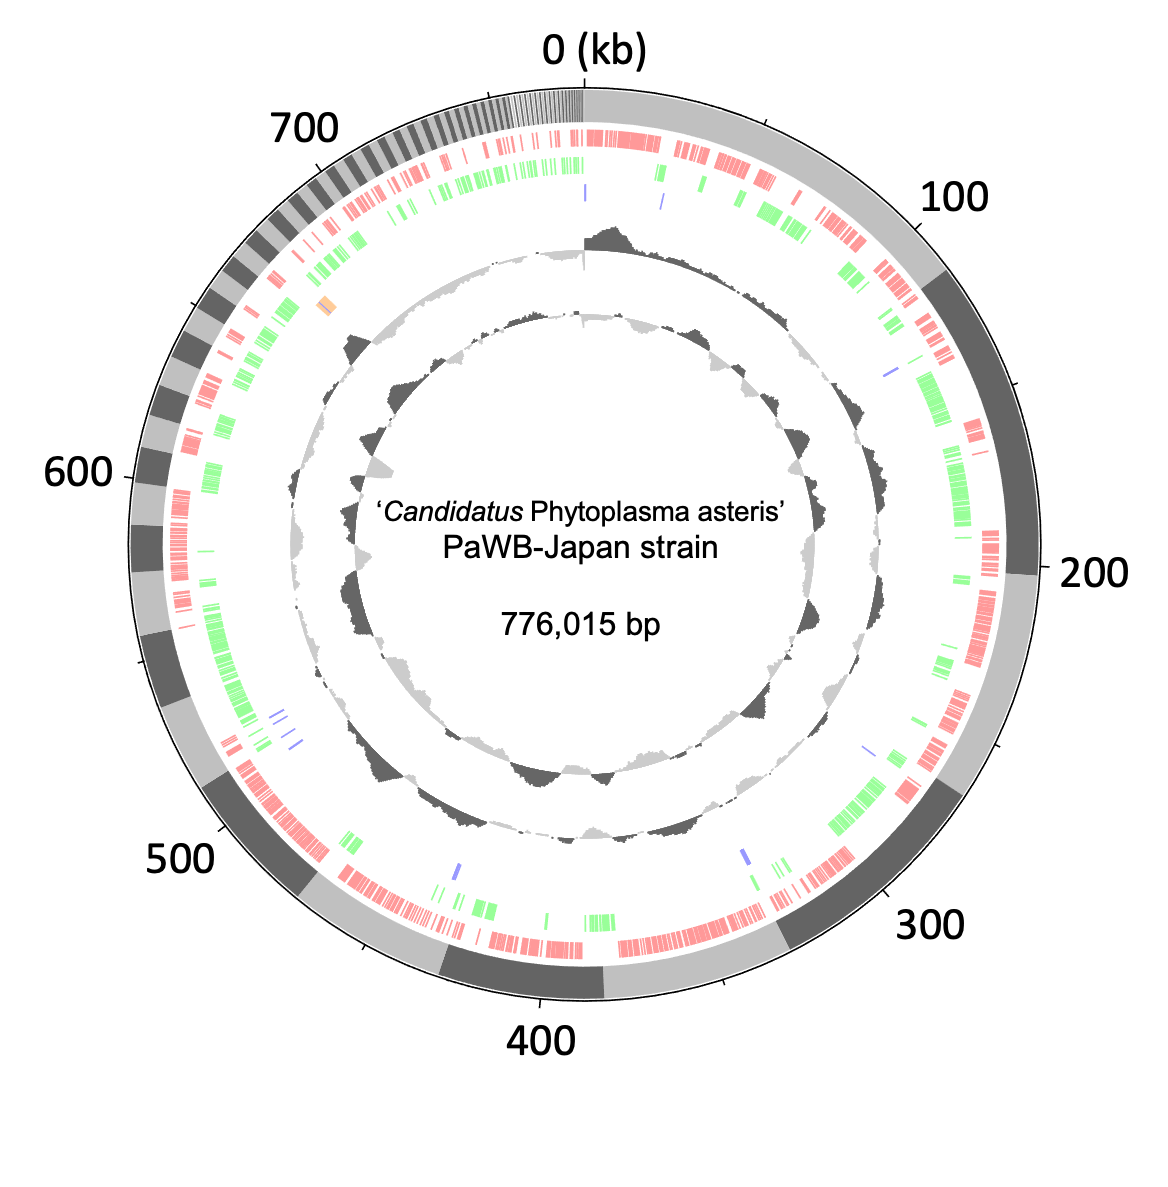 0 (kb)
700
100
600
‘Candidatus Phytoplasma asteris’
PaWB-Japan strain
200
776,015 bp
500
300
400